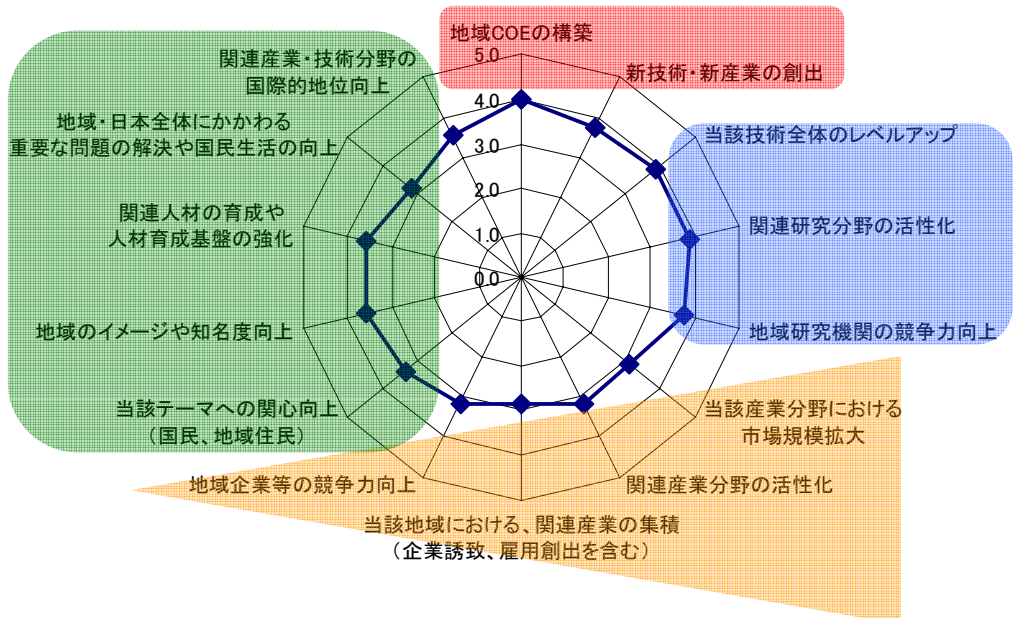 地域COEの構築
5.0
関連産業・技術分野の
国際的地位向上
新技術・新産業の創出
4.0
地域・日本全体にかかわる
重要な問題の解決や国民生活の向上
当該技術全体のレベルアップ
3.0
2.0
関連人材の育成や
人材育成基盤の強化
関連研究分野の活性化
1.0
0.0
地域のイメージや知名度向上
地域研究機関の競争力向上
当該テーマへの関心向上
(国民、地域住民)
当該産業分野における
市場規模拡大
地域企業等の競争力向上
関連産業分野の活性化
当該地域における、関連産業の集積
(企業誘致、雇用創出を含む)